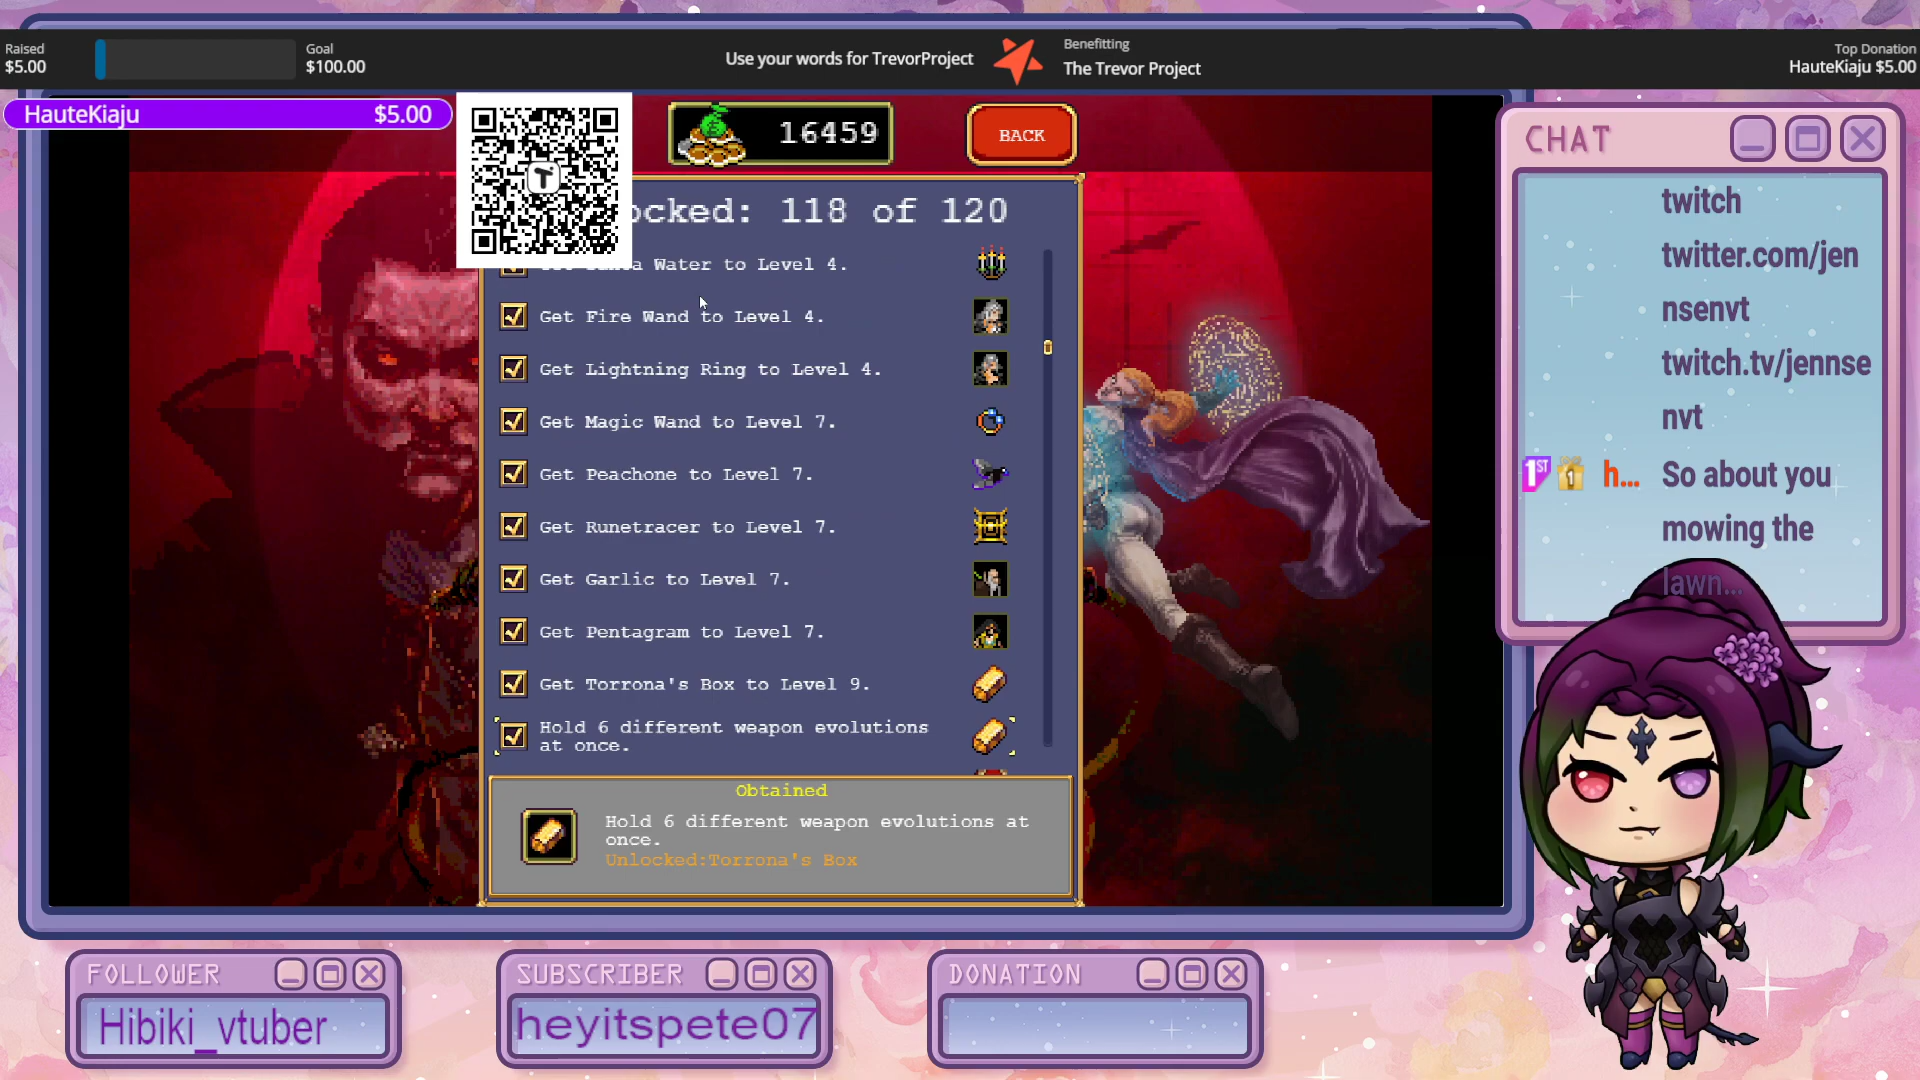 Raised
$5.00
Goal
$100.00
Use your words for TrevorProject
Benefitting
The Trevor Project
Top Donation
HauteKiaju $5.00
HauteKiaju $5.00
T
16459
BACK
ocked: 118 of 120
Water to Level 4.
Get Fire Wand to Level 4.
Get Lightning Ring to Level 4.
Get Magic Wand to Level 7.
Get Peachone to Level 7.
Get Runetracer to Level 7.
Get Garlic to Level 7.
Get Pentagram to Level 7.
Get Torrona's Box to Level 9.
Hold 6 different weapon evolutions
at once.
Obtained
Hold 6 different weapon evolutions at
once.
Unlocked:Torrona's Box
CHAT
twitch
twitter.com/jen
nsenvt
twitch.tv/jennse
nvt
1ST 1 h... So about you
mowing the
lawn...
FOLLOWER
Hibiki_vtuber
SUBSCRIBER
heyitspete07
DONATION